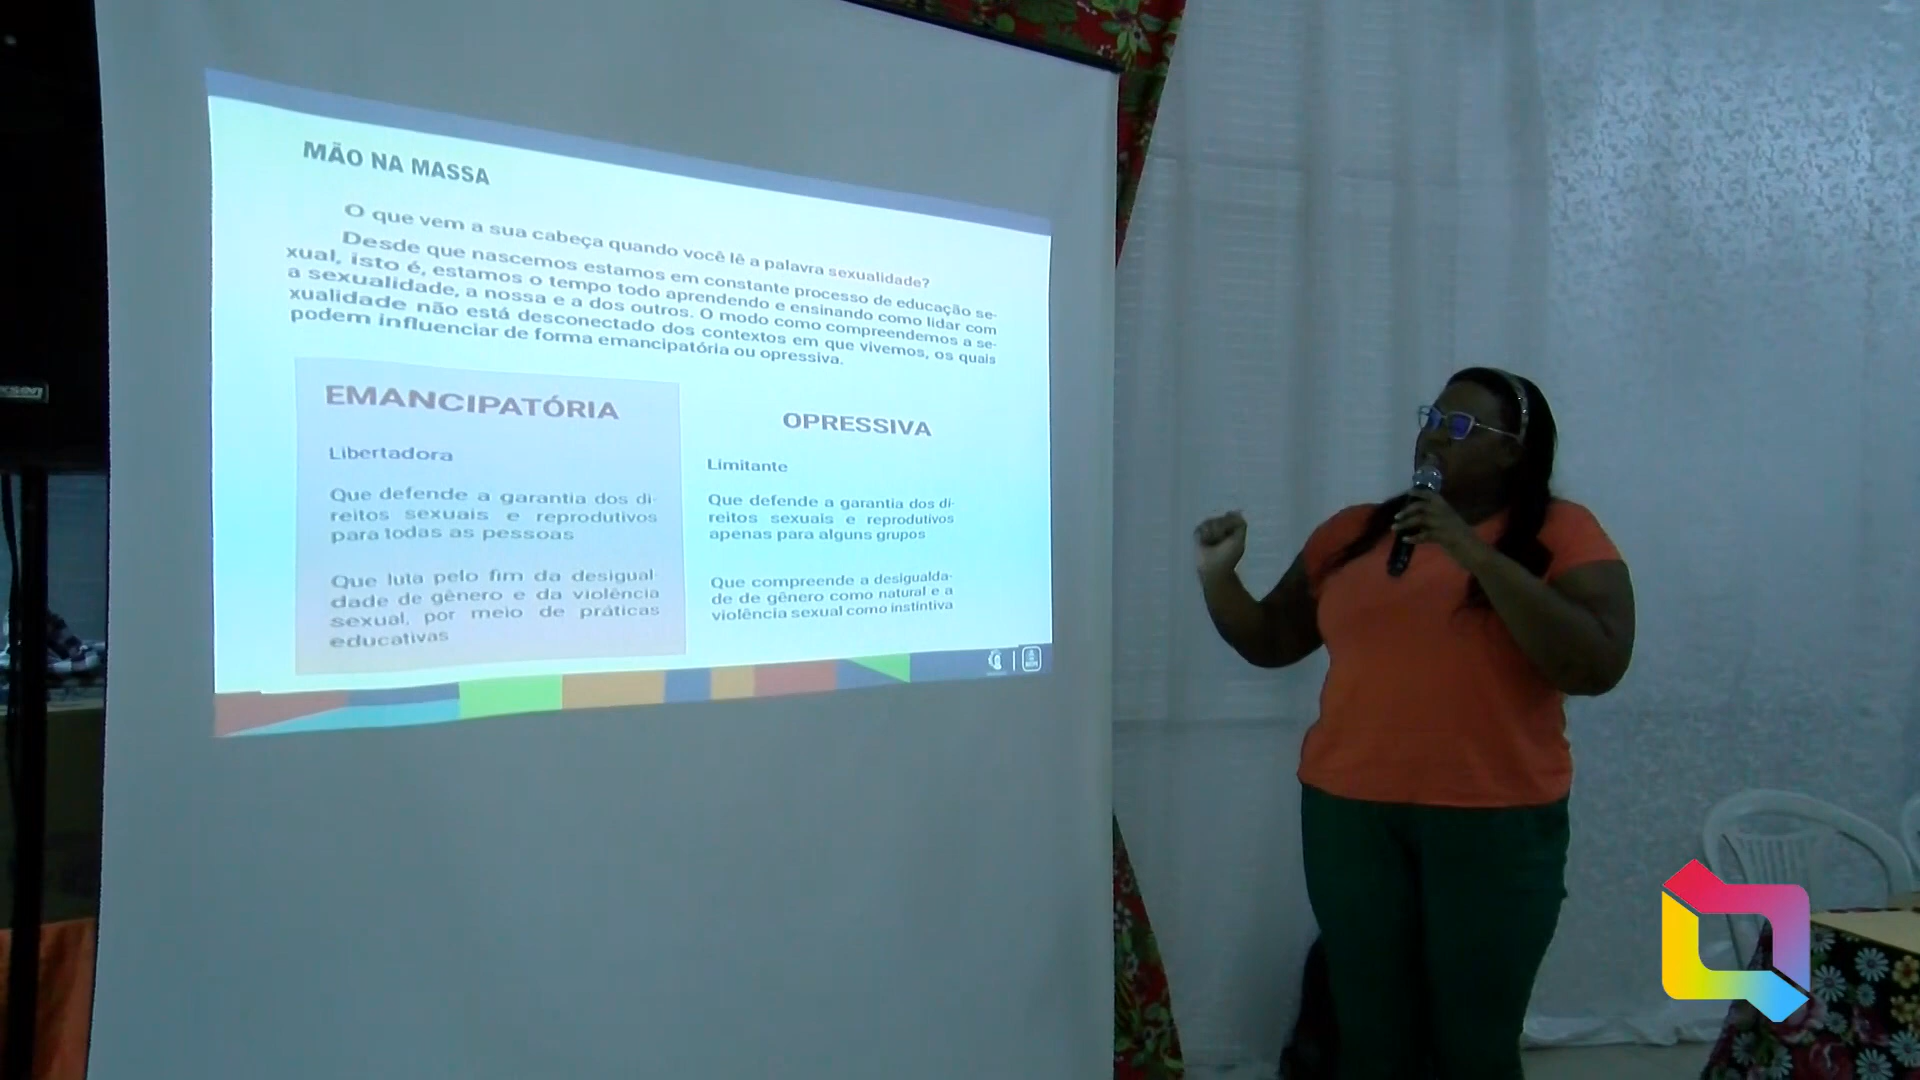 MÃO NA MASSA
O que vem a sua cabeça quando você lê a palavra sexualidade?
Desde que nascemos estamos em constante processo de educação se-
xual, isto é, estamos o tempo todo aprendendo e ensinando como lidar com
a sexualidade, a nossa e a dos outros. O modo como compreendemos a se-
xualidade não está desconectado dos contextos em que vivemos, os quais
podem influenciar de forma emancipatória ou opressiva.
EMANCIPATÓRIA
Libertadora
Que defende a garantia dos di-
reitos sexuais e reprodutivos
para todas as pessoas
Que luta pelo fim da desigual-
dade de gênero e da violência
sexual, por meio de práticas
educativas
OPRESSIVA
Limitante
Que defende a garantia dos di-
reitos sexuais e reprodutivos
apenas para alguns grupos
Que compreende a desigualda-
de de gênero como natural e a
violência sexual como instintiva